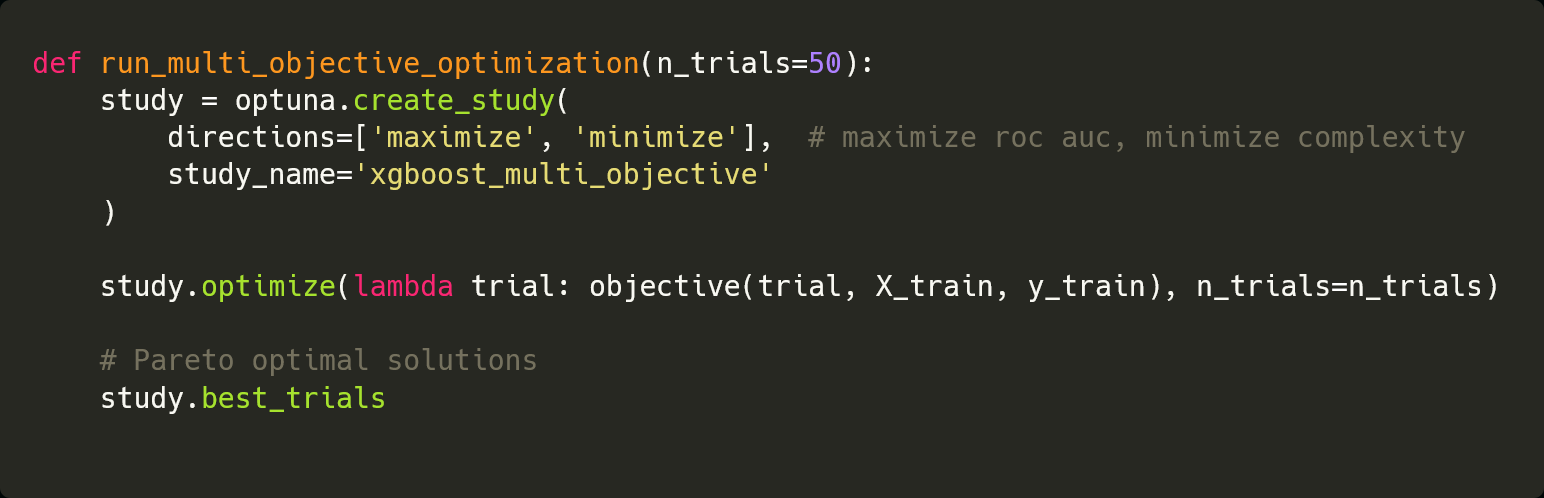 def run_multi_objective_optimization(n_trials=50):
    study = optuna.create_study(
        directions=['maximize', 'minimize'],  # maximize roc auc, minimize complexity
        study_name='xgboost_multi_objective'
    )

    study.optimize(lambda trial: objective(trial, X_train, y_train), n_trials=n_trials)

    # Pareto optimal solutions
    study.best_trials